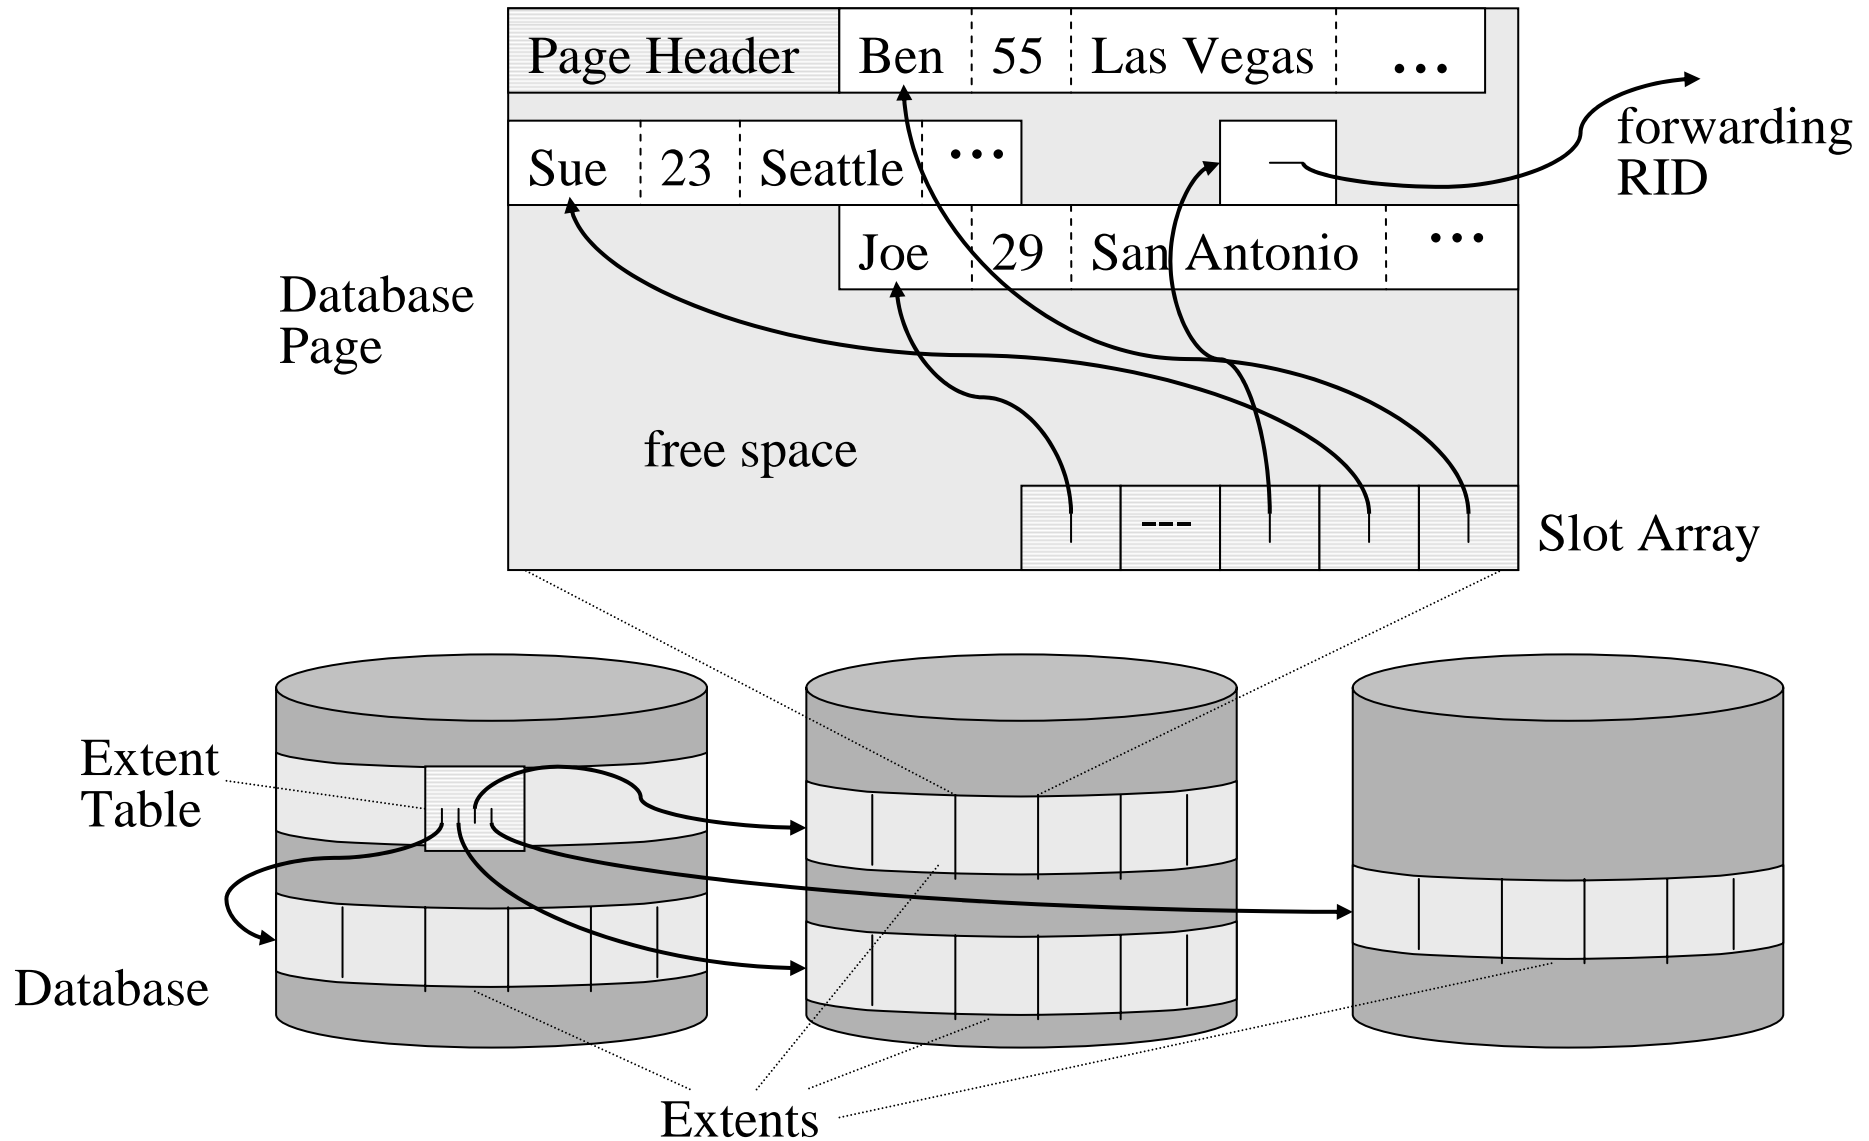 Page Header Ben 55 Las Vegas ...
forwarding
RID
Sue 23 Seattle ...
Joe 29 San Antonio ...
Database
Page
free space
---
Slot Array
Extent
Table
Database
Extents